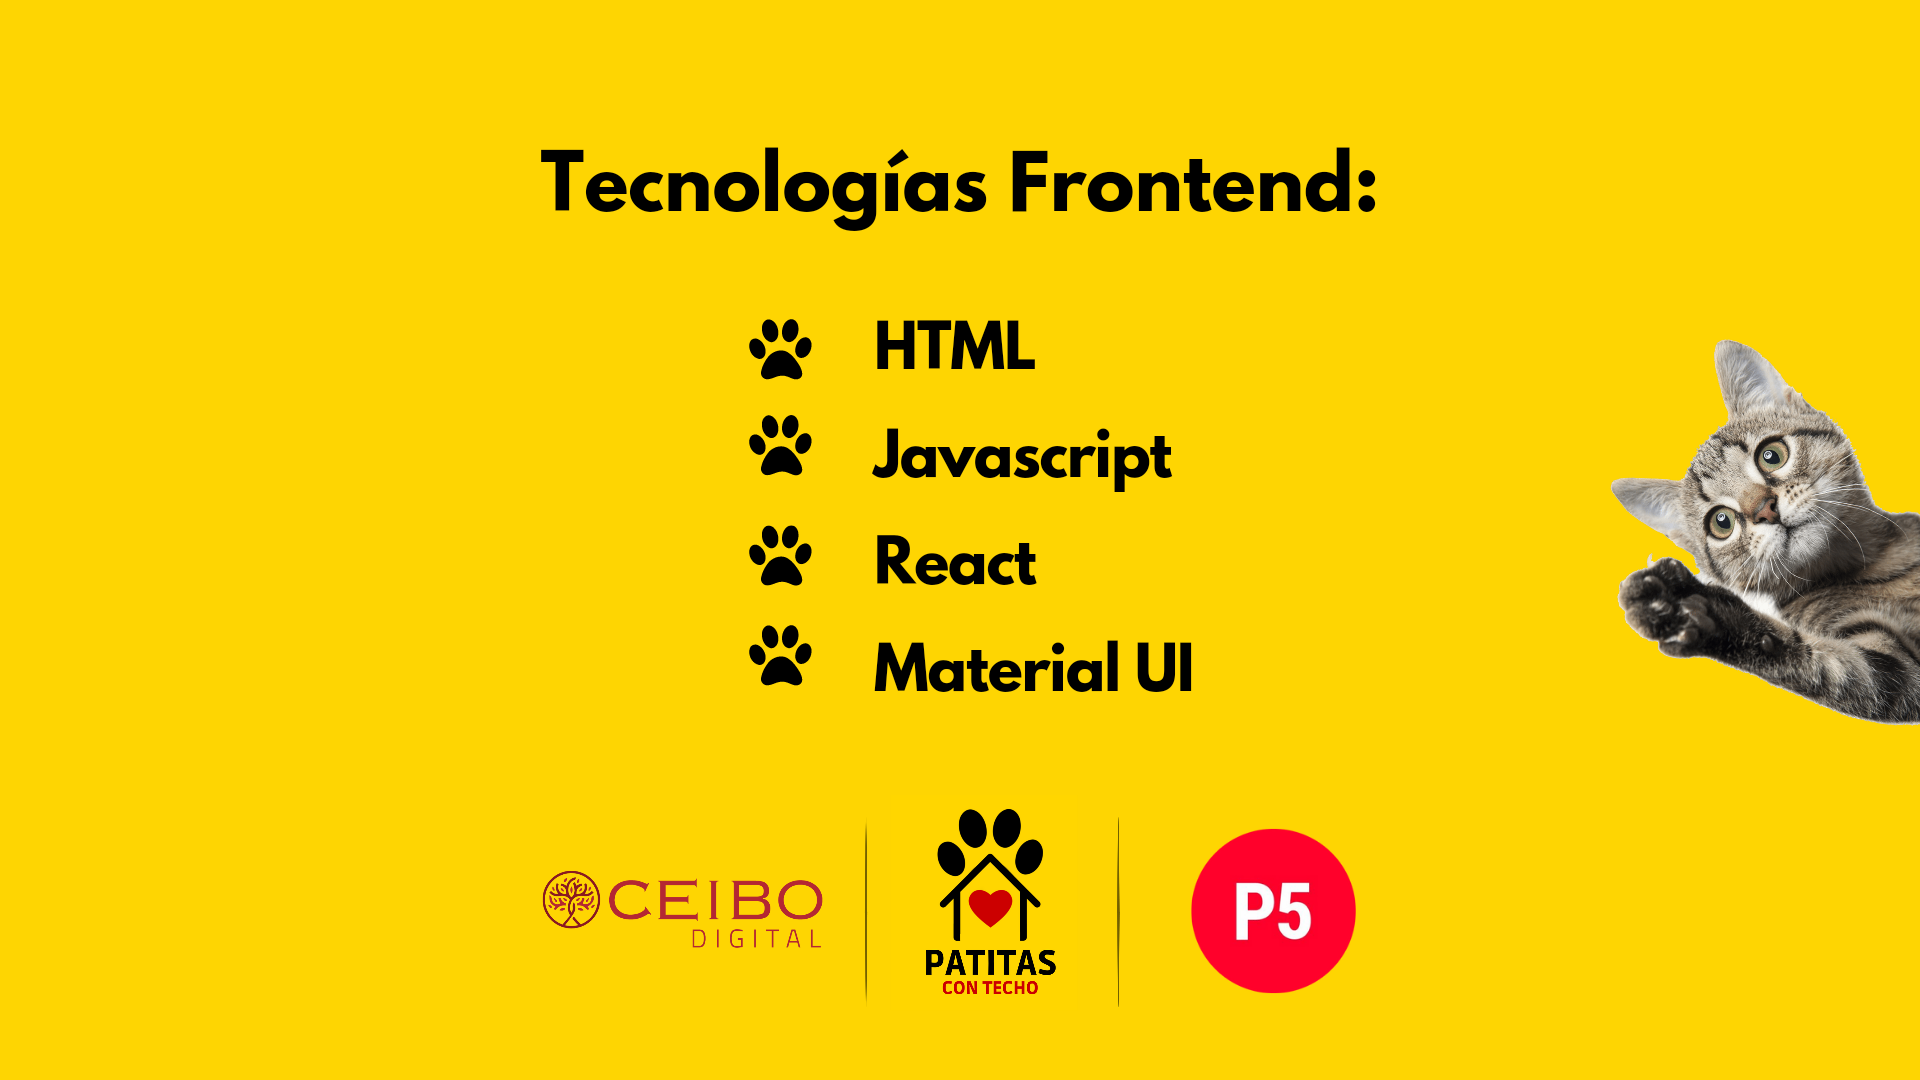 Tecnologías Frontend:
HTML
Javascript
React
Material UI
CEIBO
DIGITAL
PATITAS
CON TECHO
P5